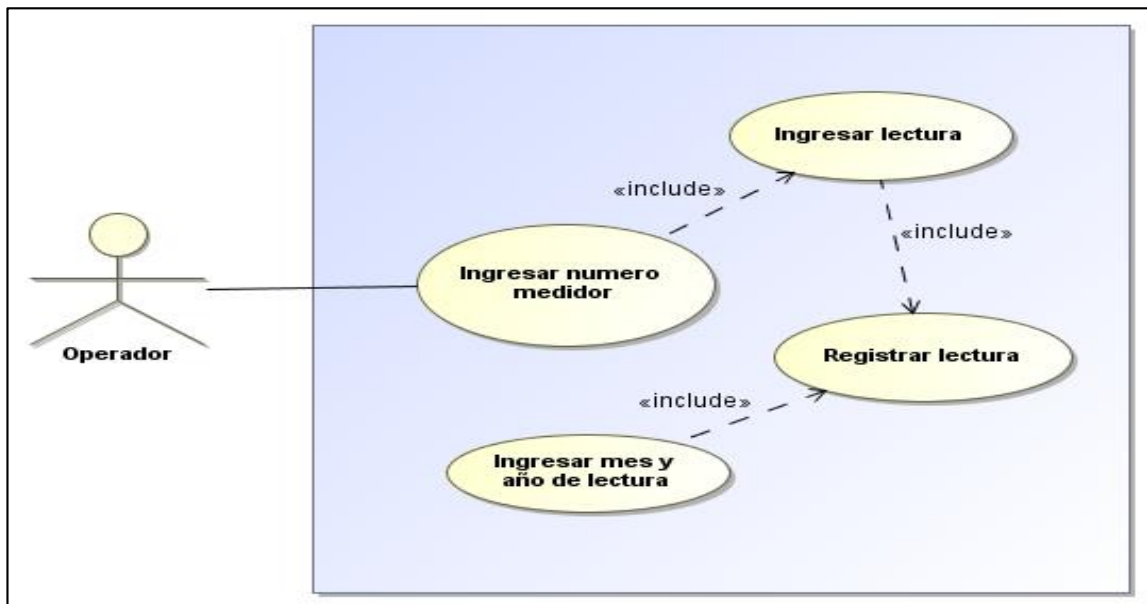 Ingresar lectura
«include»
«include»
Ingresar numero
medidor
Operador
Registrar lectura
«include»
Ingresar mes y
año de lectura